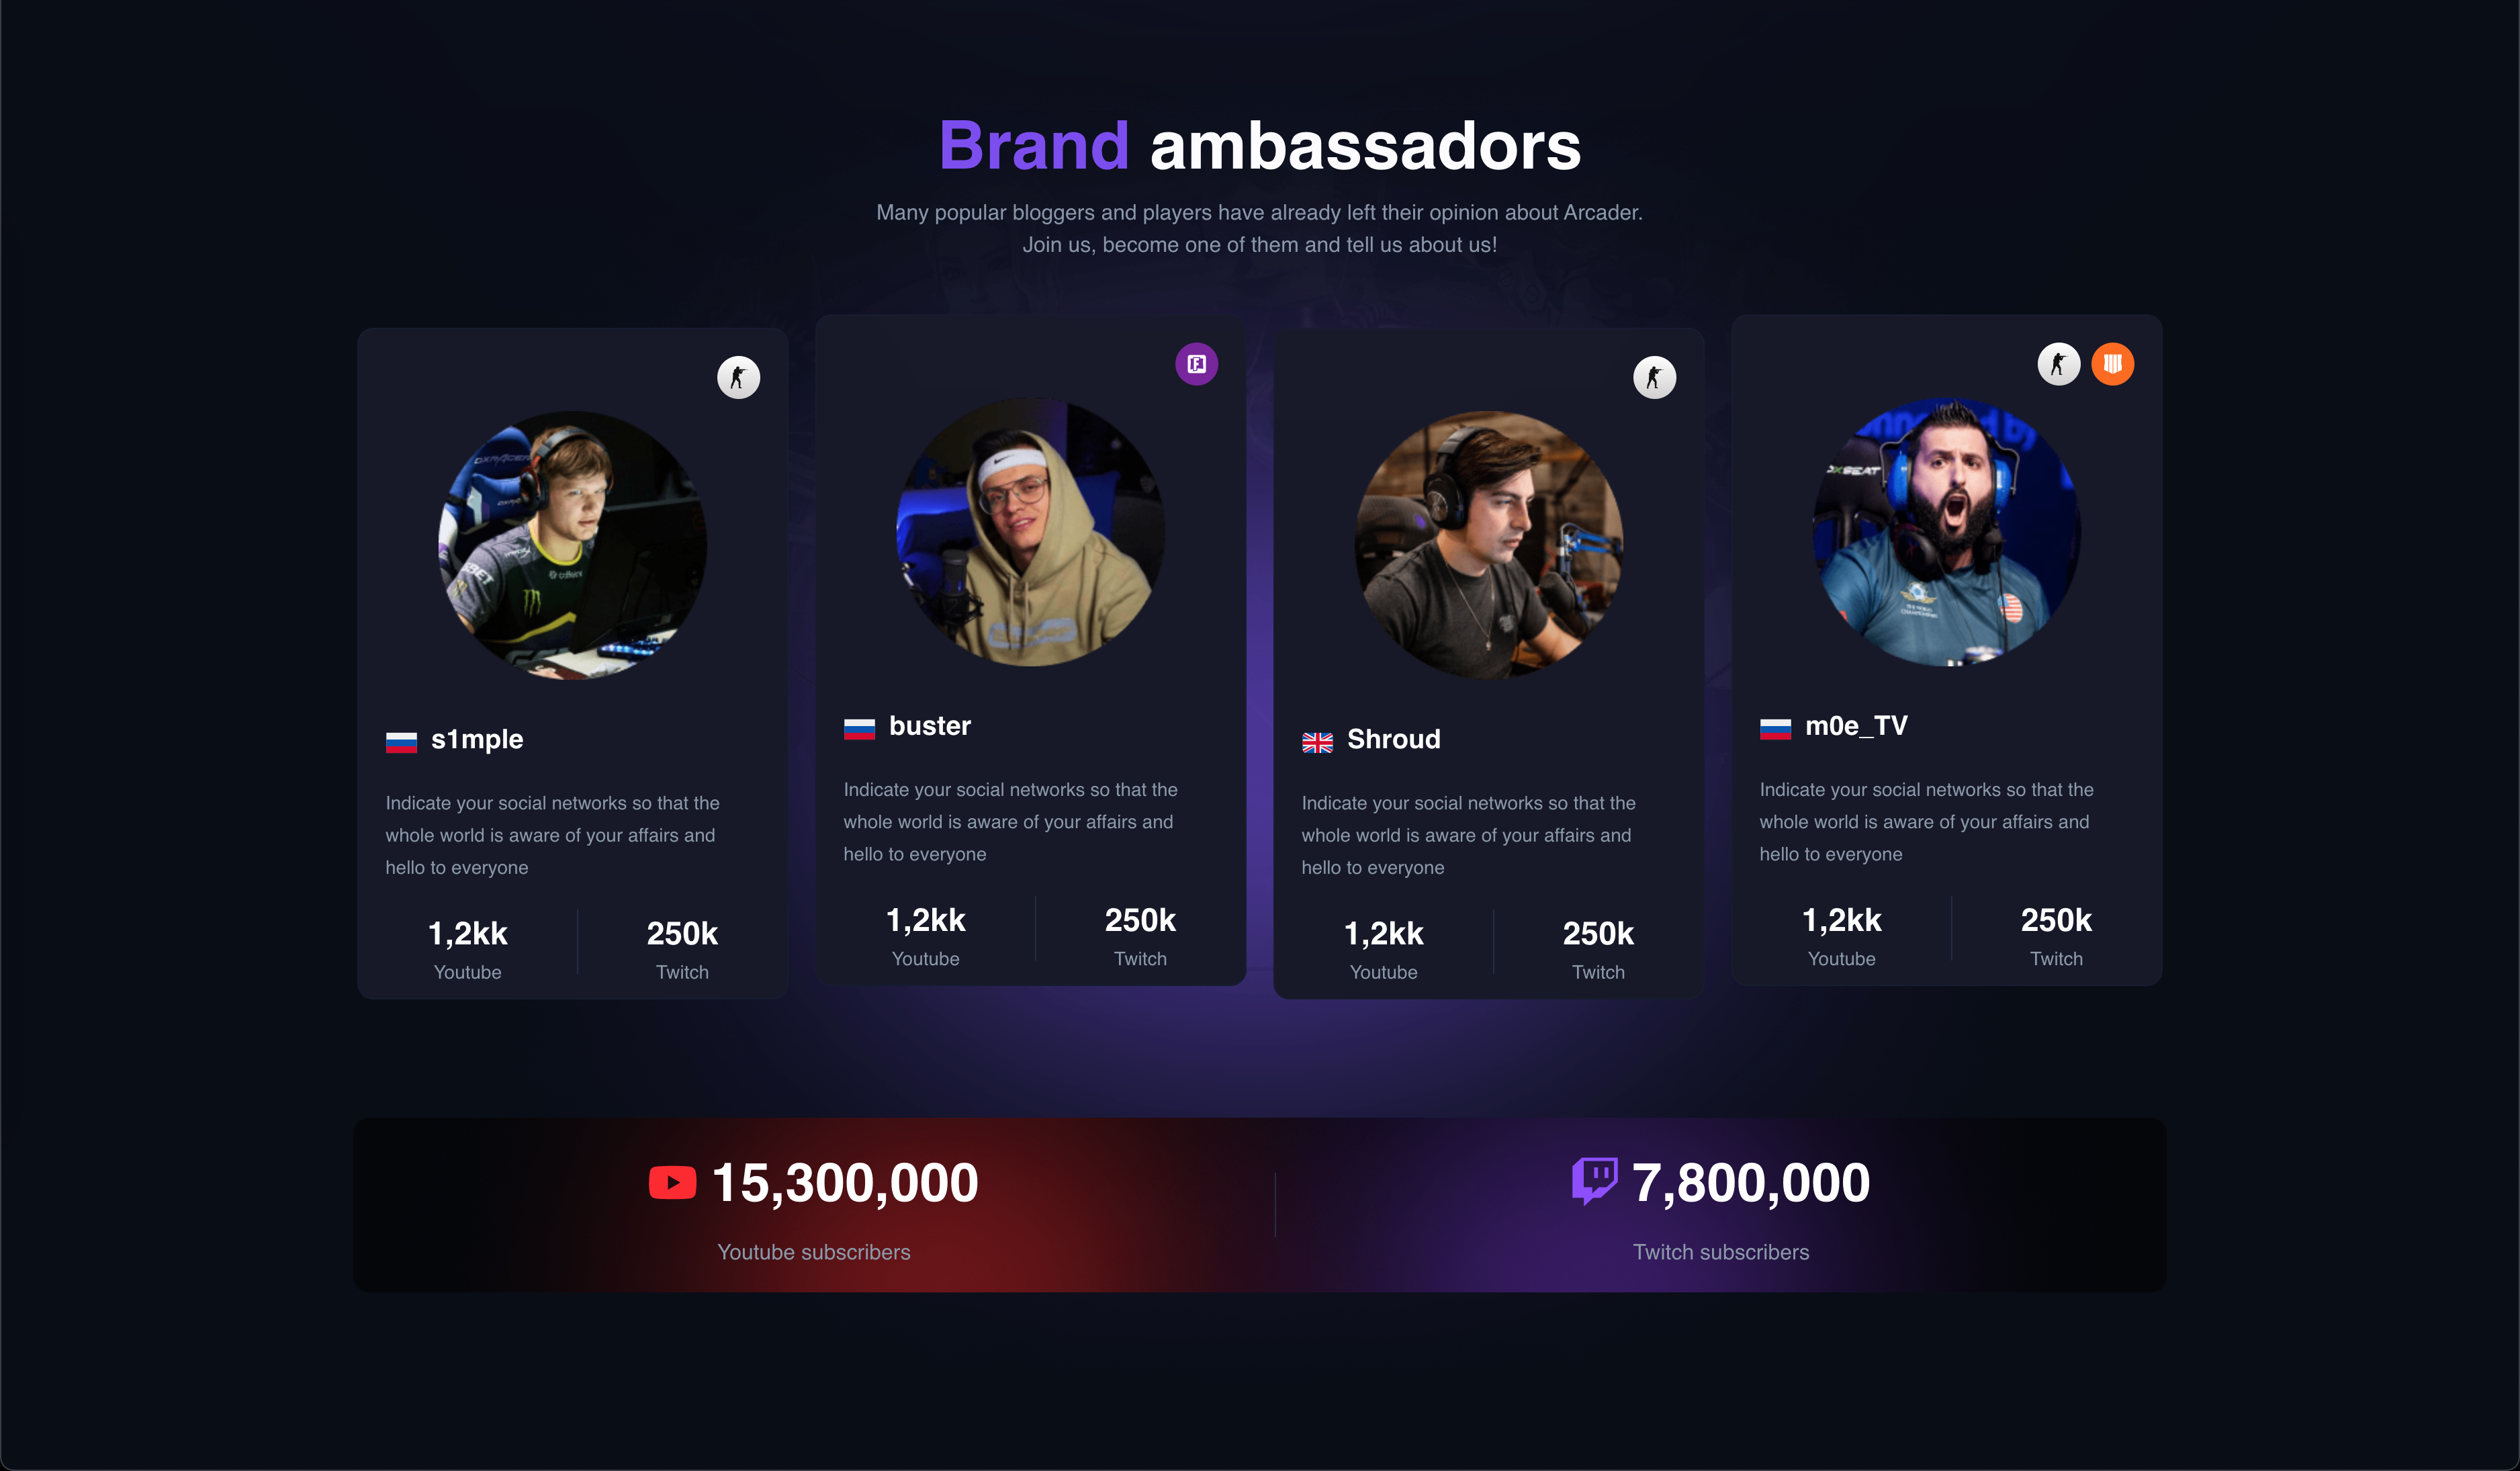 Brand ambassadors
Many popular bloggers and players have already left their opinion about Arcader.
Join us, become one of them and tell us about us!
DXRACER
caffeine
s1mple
Indicate your social networks so that the
whole world is aware of your affairs and
hello to everyone
1,2kk
250k
Youtube
Twitch
F
buster
Indicate your social networks so that the
whole world is aware of your affairs and
hello to everyone
1,2kk
250k
Youtube
Twitch
Shroud
Indicate your social networks so that the
whole world is aware of your affairs and
hello to everyone
1,2kk
250k
Youtube
Twitch
m0e_TV
Indicate your social networks so that the
whole world is aware of your affairs and
hello to everyone
1,2kk
250k
Youtube
Twitch
15,300,000
7,800,000
Youtube subscribers
Twitch subscribers